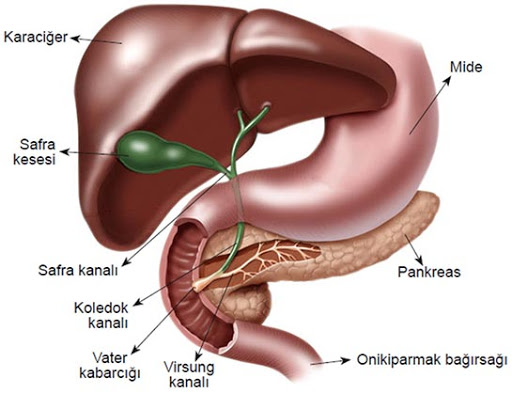 Karaciğer
Mide
Safra
kesesi
Safra kanalı
Pankreas
Koledok
kanalı
Vater
kabarcığı
Virsung
kanalı
Onikiparmak bağırsağı